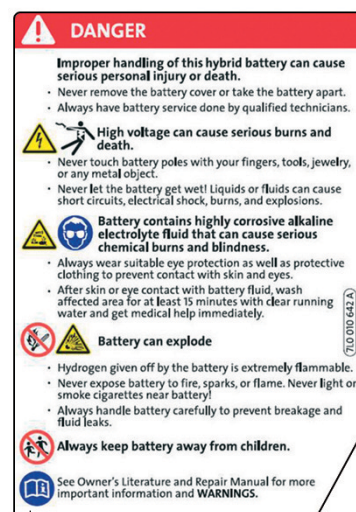 DANGER
Improper handling of this hybrid battery can cause
serious personal injury or death.
· Never remove the battery cover or take the battery apart.
· Always have battery service done by qualified technicians.
High voltage can cause serious burns and
death.
· Never touch battery poles with your fingers, tools, jewelry,
or any metal object.
· Never let the battery get wet! Liquids or fluids can cause
short circuits, electrical shock, burns, and explosions.
Battery contains highly corrosive alkaline
electrolyte fluid that can cause serious
chemical burns and blindness.
· Always wear suitable eye protection as well as protective
clothing to prevent contact with skin and eyes.
· After skin or eye contact with battery fluid, wash
affected area for at least 15 minutes with clear running
water and get medical help immediately.
7L0 010 642 A
Battery can explode
· Hydrogen given off by the battery is extremely flammable.
· Never expose battery to fire, sparks, or flame. Never light or
smoke cigarettes near battery!
· Always handle battery carefully to prevent breakage and
fluid leaks.
Always keep battery away from children.
See Owner's Literature and Repair Manual for more
important information and WARNINGS.